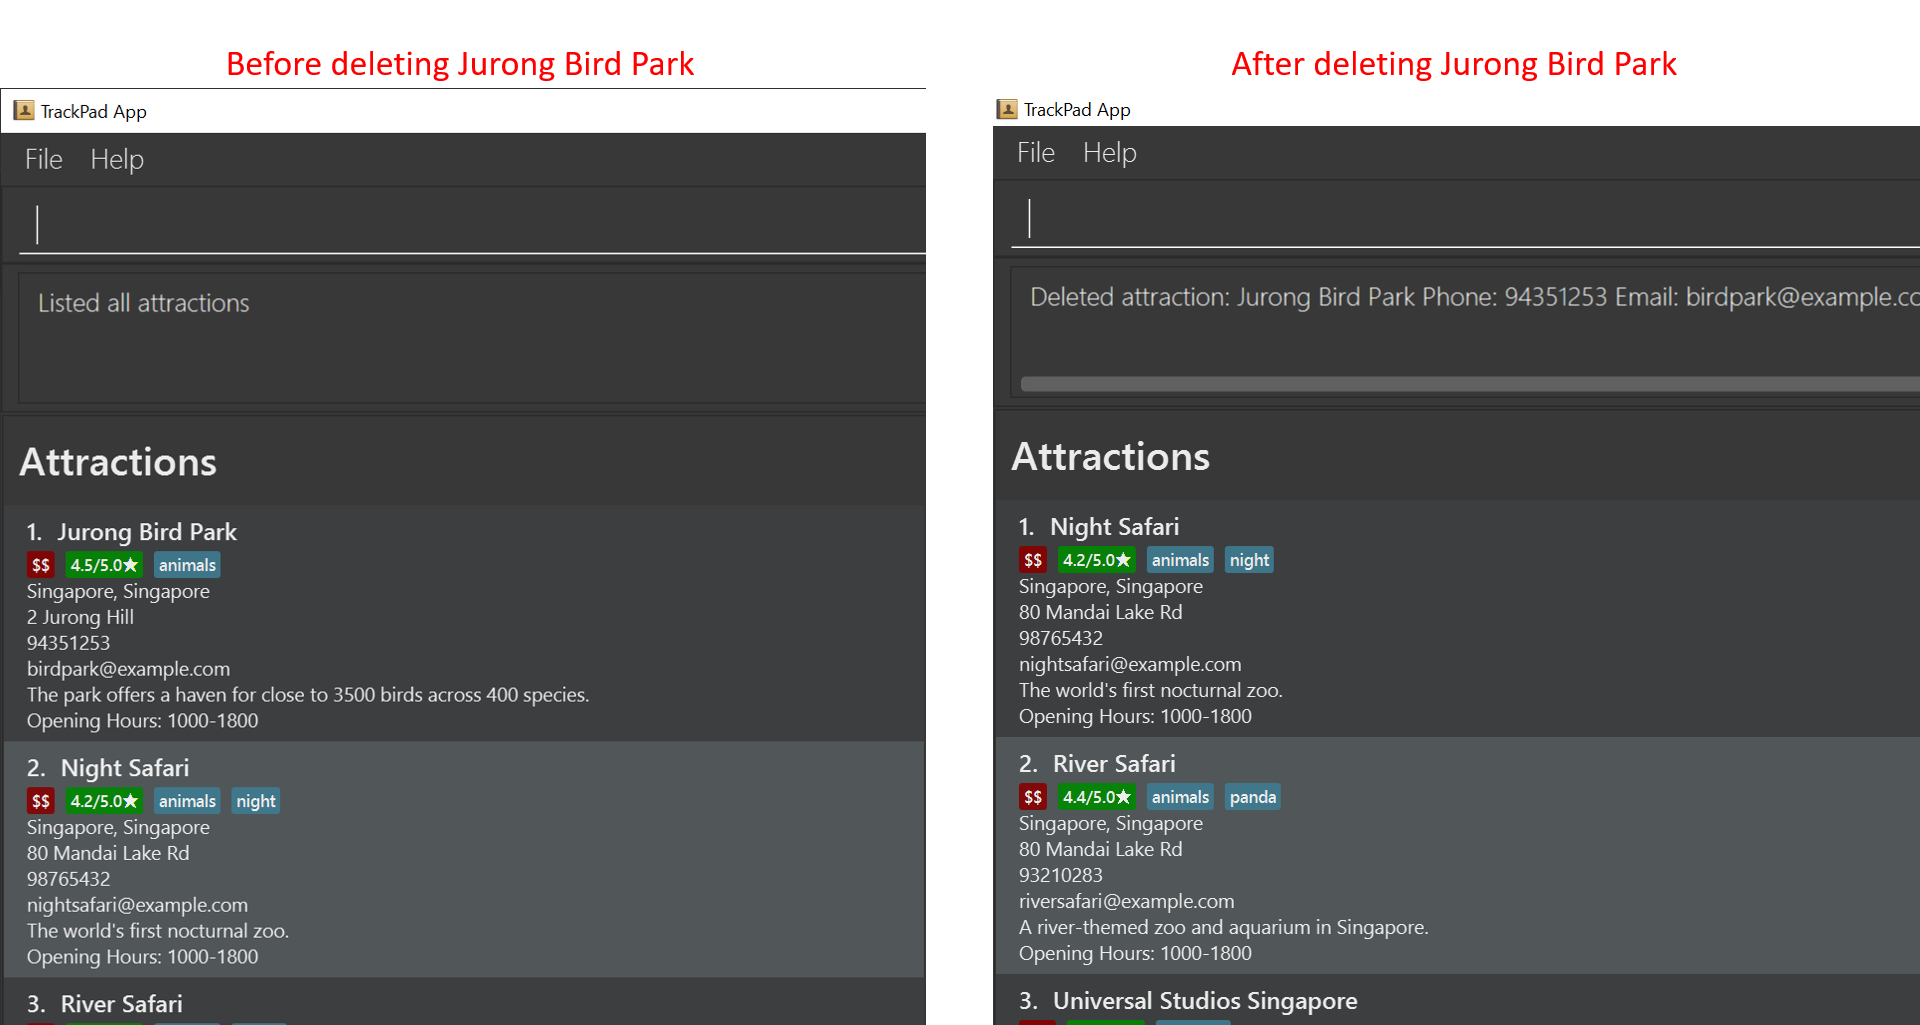 Before deleting Jurong Bird Park
TrackPad App
File Help
Listed all attractions
Attractions
1. Jurong Bird Park
$$ 4.5/5.0★ animals
Singapore, Singapore
2 Jurong Hill
94351253
birdpark@example.com
The park offers a haven for close to 3500 birds across 400 species.
Opening Hours: 1000-1800
2. Night Safari
$$ 4.2/5.0★ animals night
Singapore, Singapore
80 Mandai Lake Rd
98765432
nightsafari@example.com
The world's first nocturnal zoo.
Opening Hours: 1000-1800
3. River Safari
After deleting Jurong Bird Park
TrackPad App
File Help
Deleted attraction: Jurong Bird Park Phone: 94351253 Email: birdpark@example.co
Attractions
1. Night Safari
$$ 4.2/5.0★ animals night
Singapore, Singapore
80 Mandai Lake Rd
98765432
nightsafari@example.com
The world's first nocturnal zoo.
Opening Hours: 1000-1800
2. River Safari
$$ 4.4/5.0★ animals panda
Singapore, Singapore
80 Mandai Lake Rd
93210283
riversafari@example.com
A river-themed zoo and aquarium in Singapore.
Opening Hours: 1000-1800
3. Universal Studios Singapore